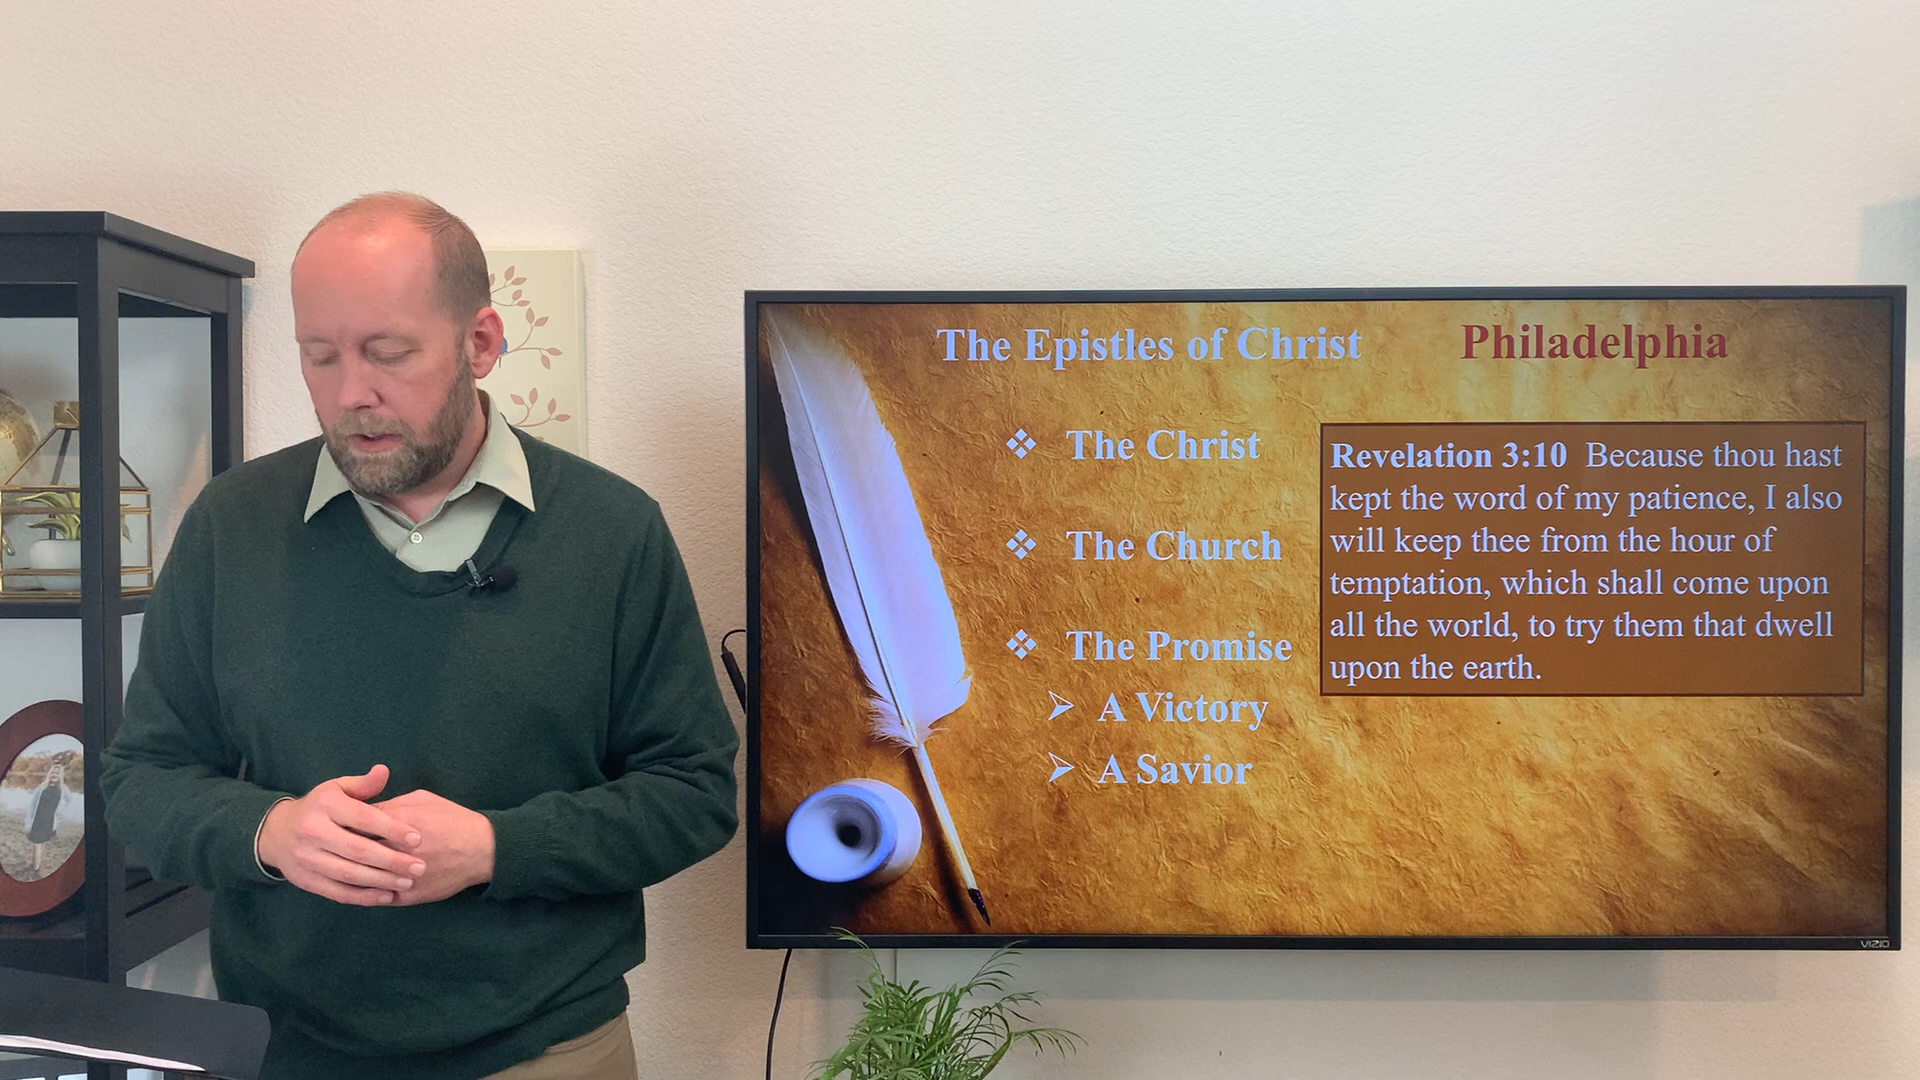 The Epistles of Christ
Philadelphia
❖ The Christ
❖ The Church
❖ The Promise
➢ A Victory
➢ A Savior
Revelation 3:10 Because thou hast
kept the word of my patience, I also
will keep thee from the hour of
temptation, which shall come upon
all the world, to try them that dwell
upon the earth.
VIZIO